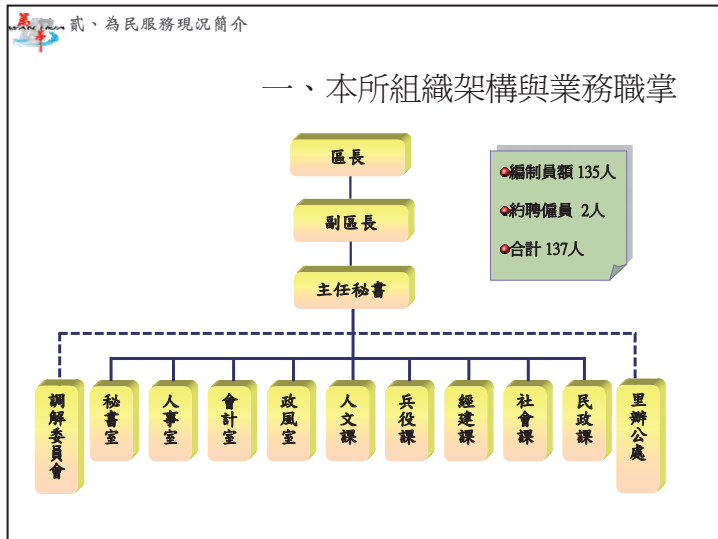 萬華
WAN HWA
貳、為民服務現況簡介
一、本所組織架構與業務職掌
區長
副區長
主任秘書
編制員額 135人
約聘僱員 2人
合計 137人
調解委員會
秘書室
人事室
會計室
政風室
人文課
兵役課
經建課
社會課
民政課
里辦公處